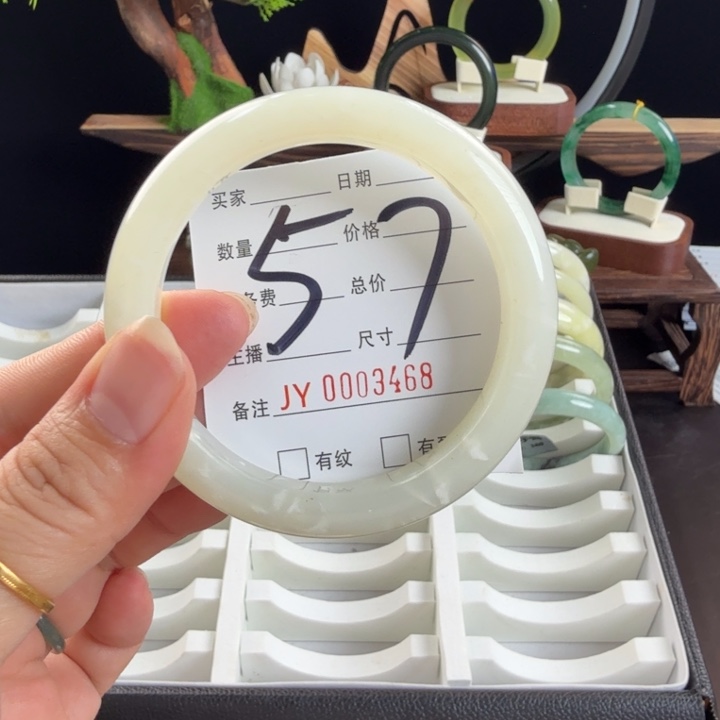 买家 日期
数量 价格
57
费 总价
主播 尺寸
备注 JY 0003468
有纹 有